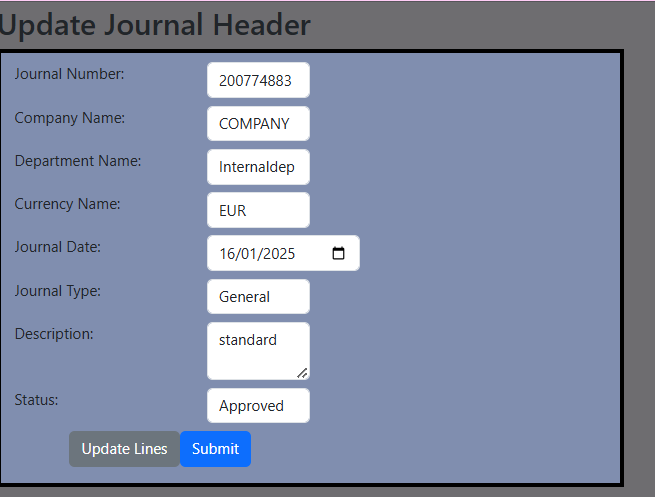 Update Journal Header
Journal Number: 200774883
Company Name: COMPANY
Department Name: Internaldep
Currency Name: EUR
Journal Date: 16/01/2025
Journal Type: General
Description: standard
Status: Approved
Update Lines Submit